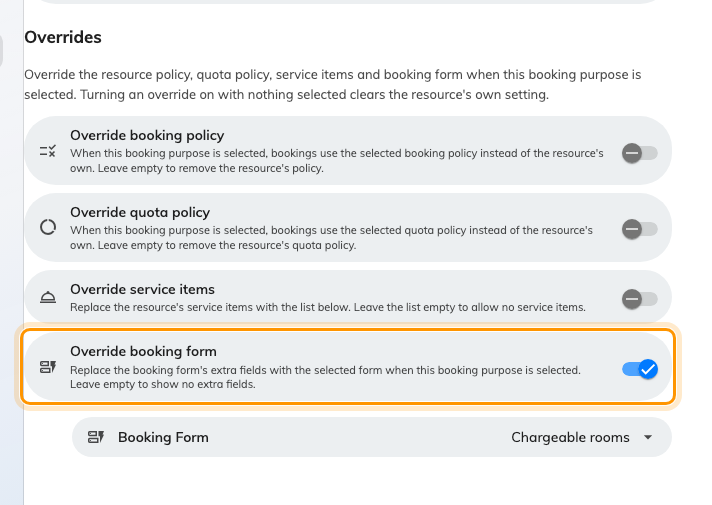 Overrides
Override the resource policy, quota policy, service items and booking form when this booking purpose is
selected. Turning an override on with nothing selected clears the resource's own setting.
Override booking policy
When this booking purpose is selected, bookings use the selected booking policy instead of the resource's
own. Leave empty to remove the resource's policy.
Override quota policy
When this booking purpose is selected, bookings use the selected quota policy instead of the resource's
own. Leave empty to remove the resource's quota policy.
Override service items
Replace the resource's service items with the list below. Leave the list empty to allow no service items.
Override booking form
Replace the booking form's extra fields with the selected form when this booking purpose is selected.
Leave empty to show no extra fields.
Booking Form Chargeable rooms